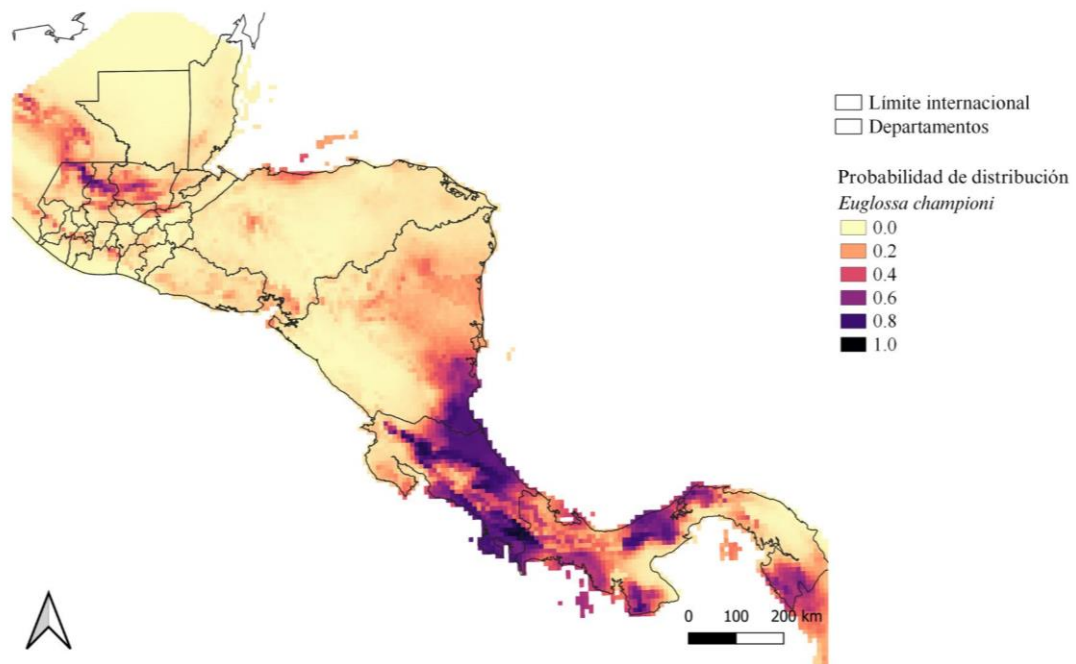 Límite internacional
Departamentos
Probabilidad de distribución
Euglossa championi
0.0
0.2
0.4
0.6
0.8
1.0
0 100 200 km